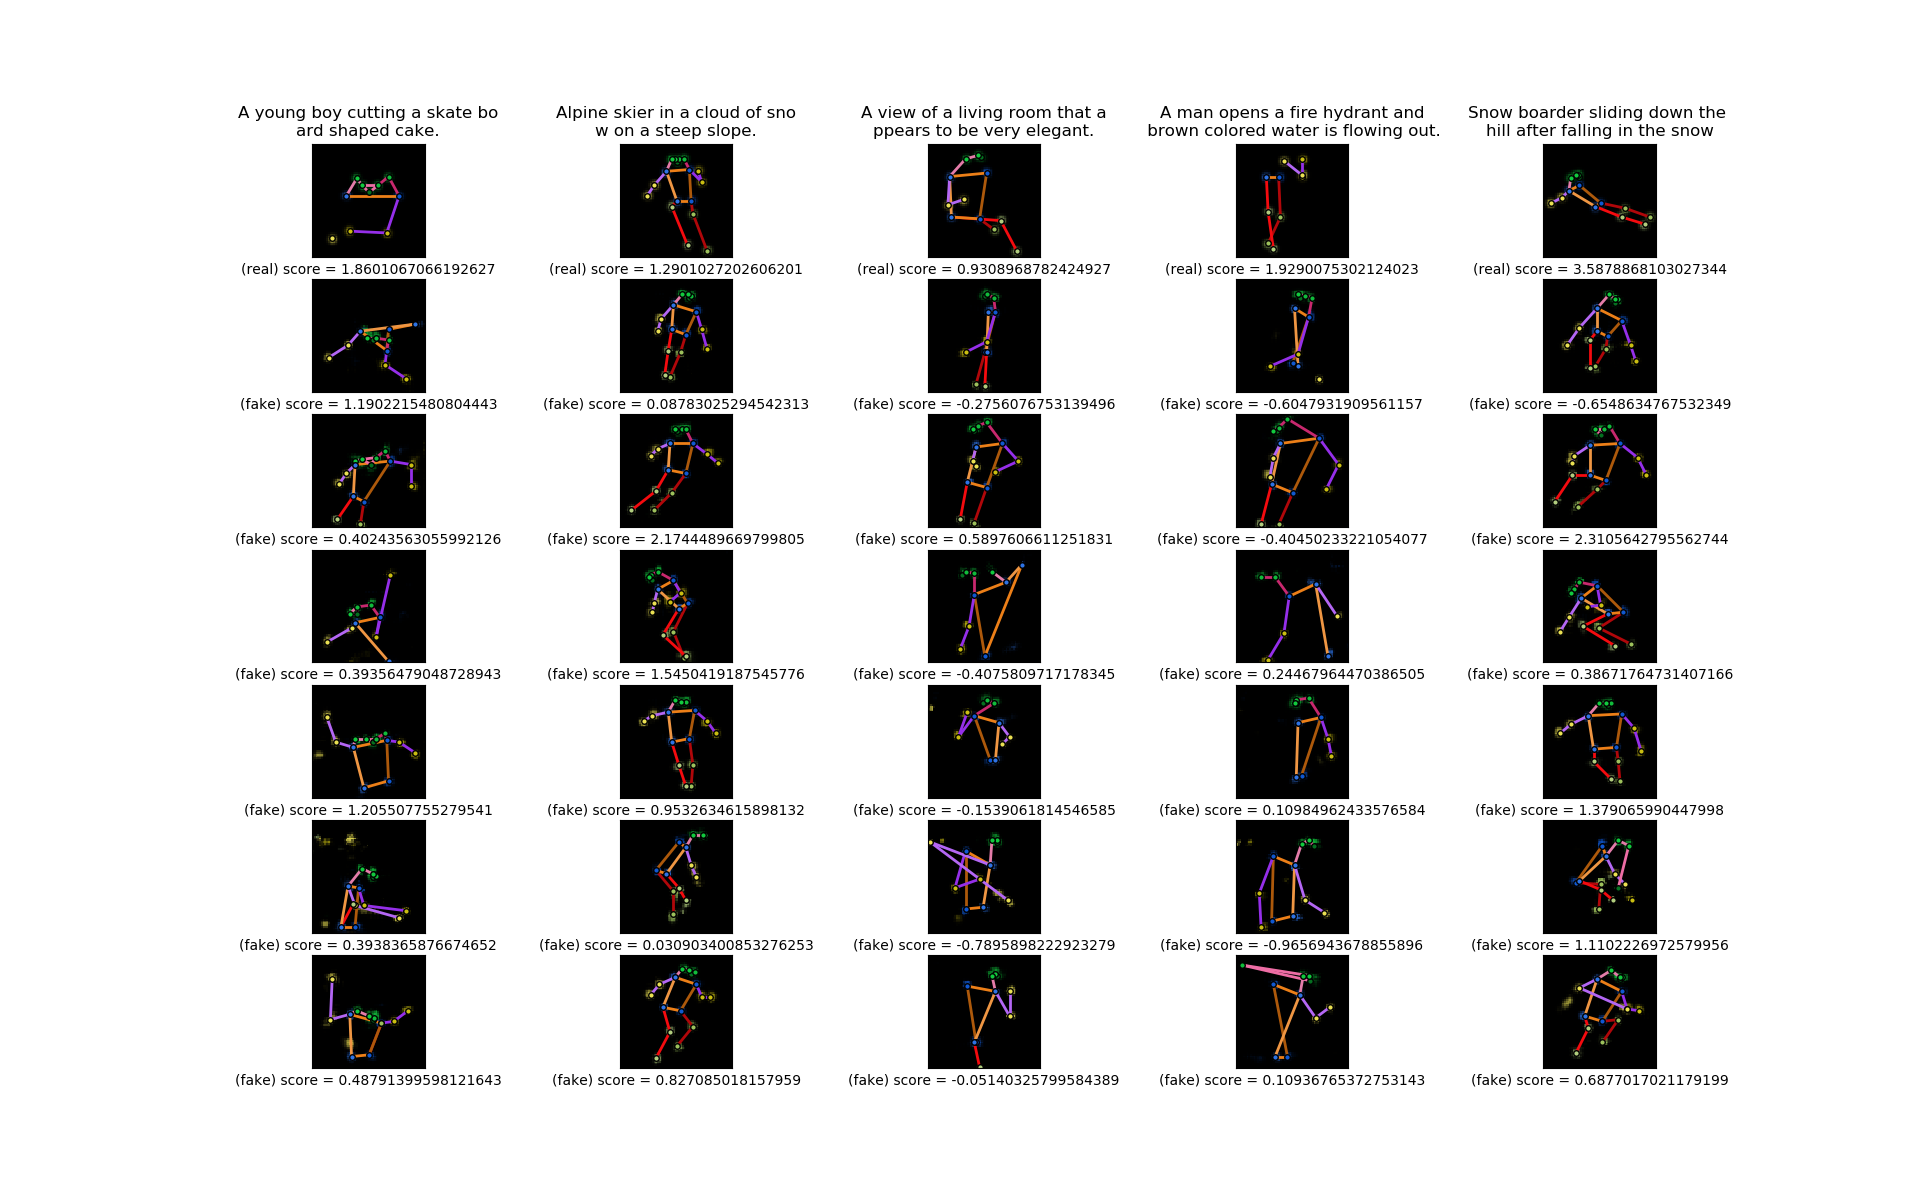 A young boy cutting a skate bo
ard shaped cake.
Alpine skier in a cloud of sno
w on a steep slope.
A view of a living room that a
ppears to be very elegant.
A man opens a fire hydrant and
brown colored water is flowing out.
Snow boarder sliding down the
hill after falling in the snow
(real) score = 1.8601067066192627
(real) score = 1.2901027202606201
(real) score = 0.9308968782424927
(real) score = 1.9290075302124023
(real) score = 3.5878868103027344
(fake) score = 1.1902215480804443
(fake) score = 0.08783025294542313
(fake) score = -0.2756076753139496
(fake) score = -0.6047931909561157
(fake) score = -0.6548634767532349
(fake) score = 0.40243563055992126
(fake) score = 2.1744489669799805
(fake) score = 0.5897606611251831
(fake) score = -0.40450233221054077
(fake) score = 2.3105642795562744
(fake) score = 0.39356479048728943
(fake) score = 1.5450419187545776
(fake) score = -0.4075809717178345
(fake) score = 0.24467964470386505
(fake) score = 0.38671764731407166
(fake) score = 1.205507755279541
(fake) score = 0.9532634615898132
(fake) score = -0.1539061814546585
(fake) score = 0.10984962433576584
(fake) score = 1.379065990447998
(fake) score = 0.3938365876674652
(fake) score = 0.030903400853276253
(fake) score = -0.7895898222923279
(fake) score = -0.9656943678855896
(fake) score = 1.1102226972579956
(fake) score = 0.48791399598121643
(fake) score = 0.827085018157959
(fake) score = -0.05140325799584389
(fake) score = 0.10936765372753143
(fake) score = 0.6877017021179199